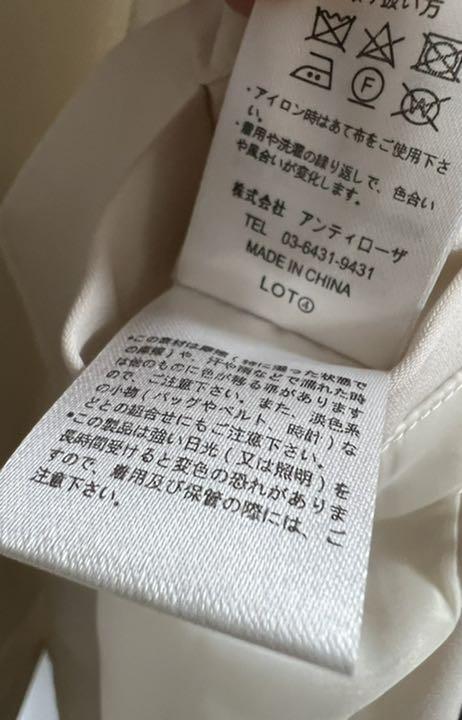 取り扱い方
F
W
・アイロン時はあて布をご使用下さ
い。
・着用や洗濯の繰り返しで、色合い
や風合いが変化します。
株式会社 アンティローザ
TEL 03-6431-9431
MADE IN CHINA
LOT④
•この素材は摩擦(特に湿った状態で
の摩擦)や、汗や雨などで濡れた時
は他のものに色が移る事があります
ので、ご注意下さい。また、淡色系
の小物(バッグやベルト、時計)な
どとの組合せにもご注意下さい。
•この製品は強い日光(又は照明)を
長時間受けると変色の恐れがありま
すので、着用及び保管の際には、ご
注意下さい。